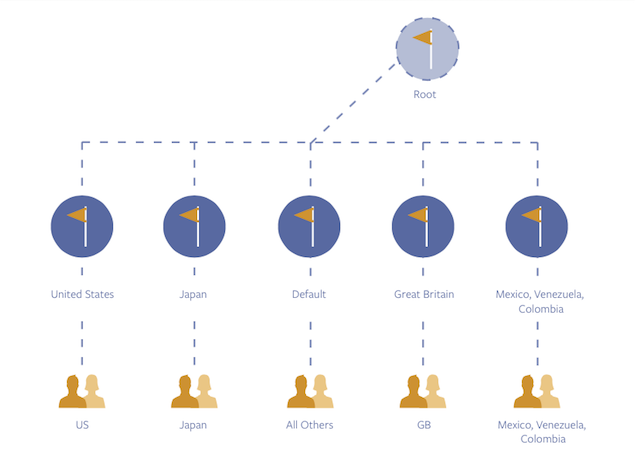 Root
United States
Japan
Default
Great Britain
Mexico, Venezuela,
Colombia
US
Japan
All Others
GB
Mexico, Venezuela,
Colombia